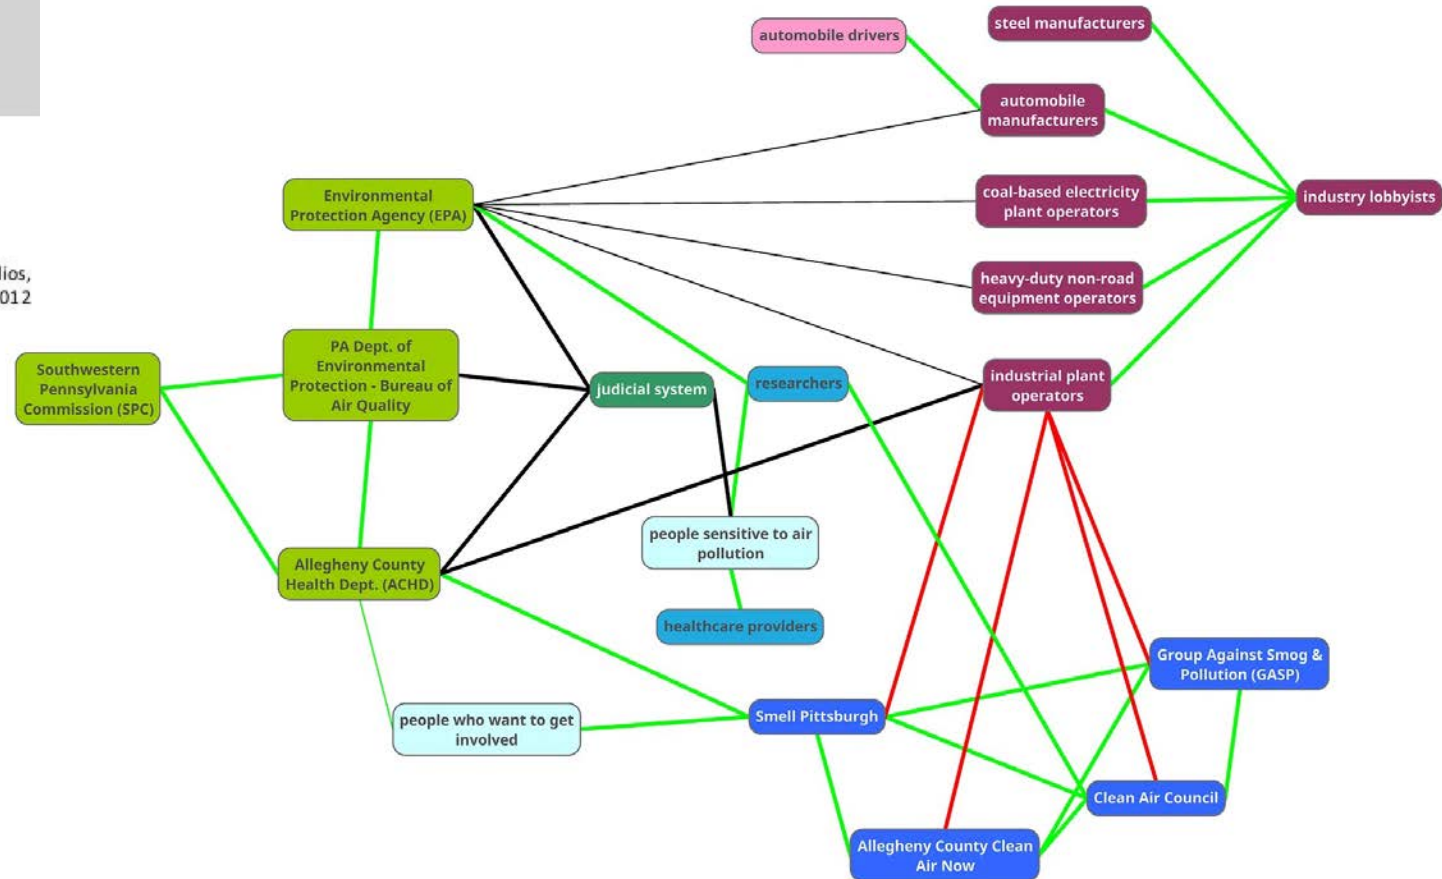 automobile drivers
steel manufacturers
automobile
manufacturers
Environmental
Protection Agency (EPA)
coal-based electricity
plant operators
industry lobbyists
heavy-duty non-road
equipment operators
012
Southwestern
Pennsylvania
Commission (SPC)
PA Dept. of
Environmental
Protection - Bureau of
Air Quality
judicial system
researchers
industrial plant
operators
people sensitive to air
pollution
Allegheny County
Health Dept. (ACHD)
healthcare providers
Group Against Smog &
Pollution (GASP)
people who want to get
involved
Smell Pittsburgh
Clean Air Council
Allegheny County Clean
Air Now